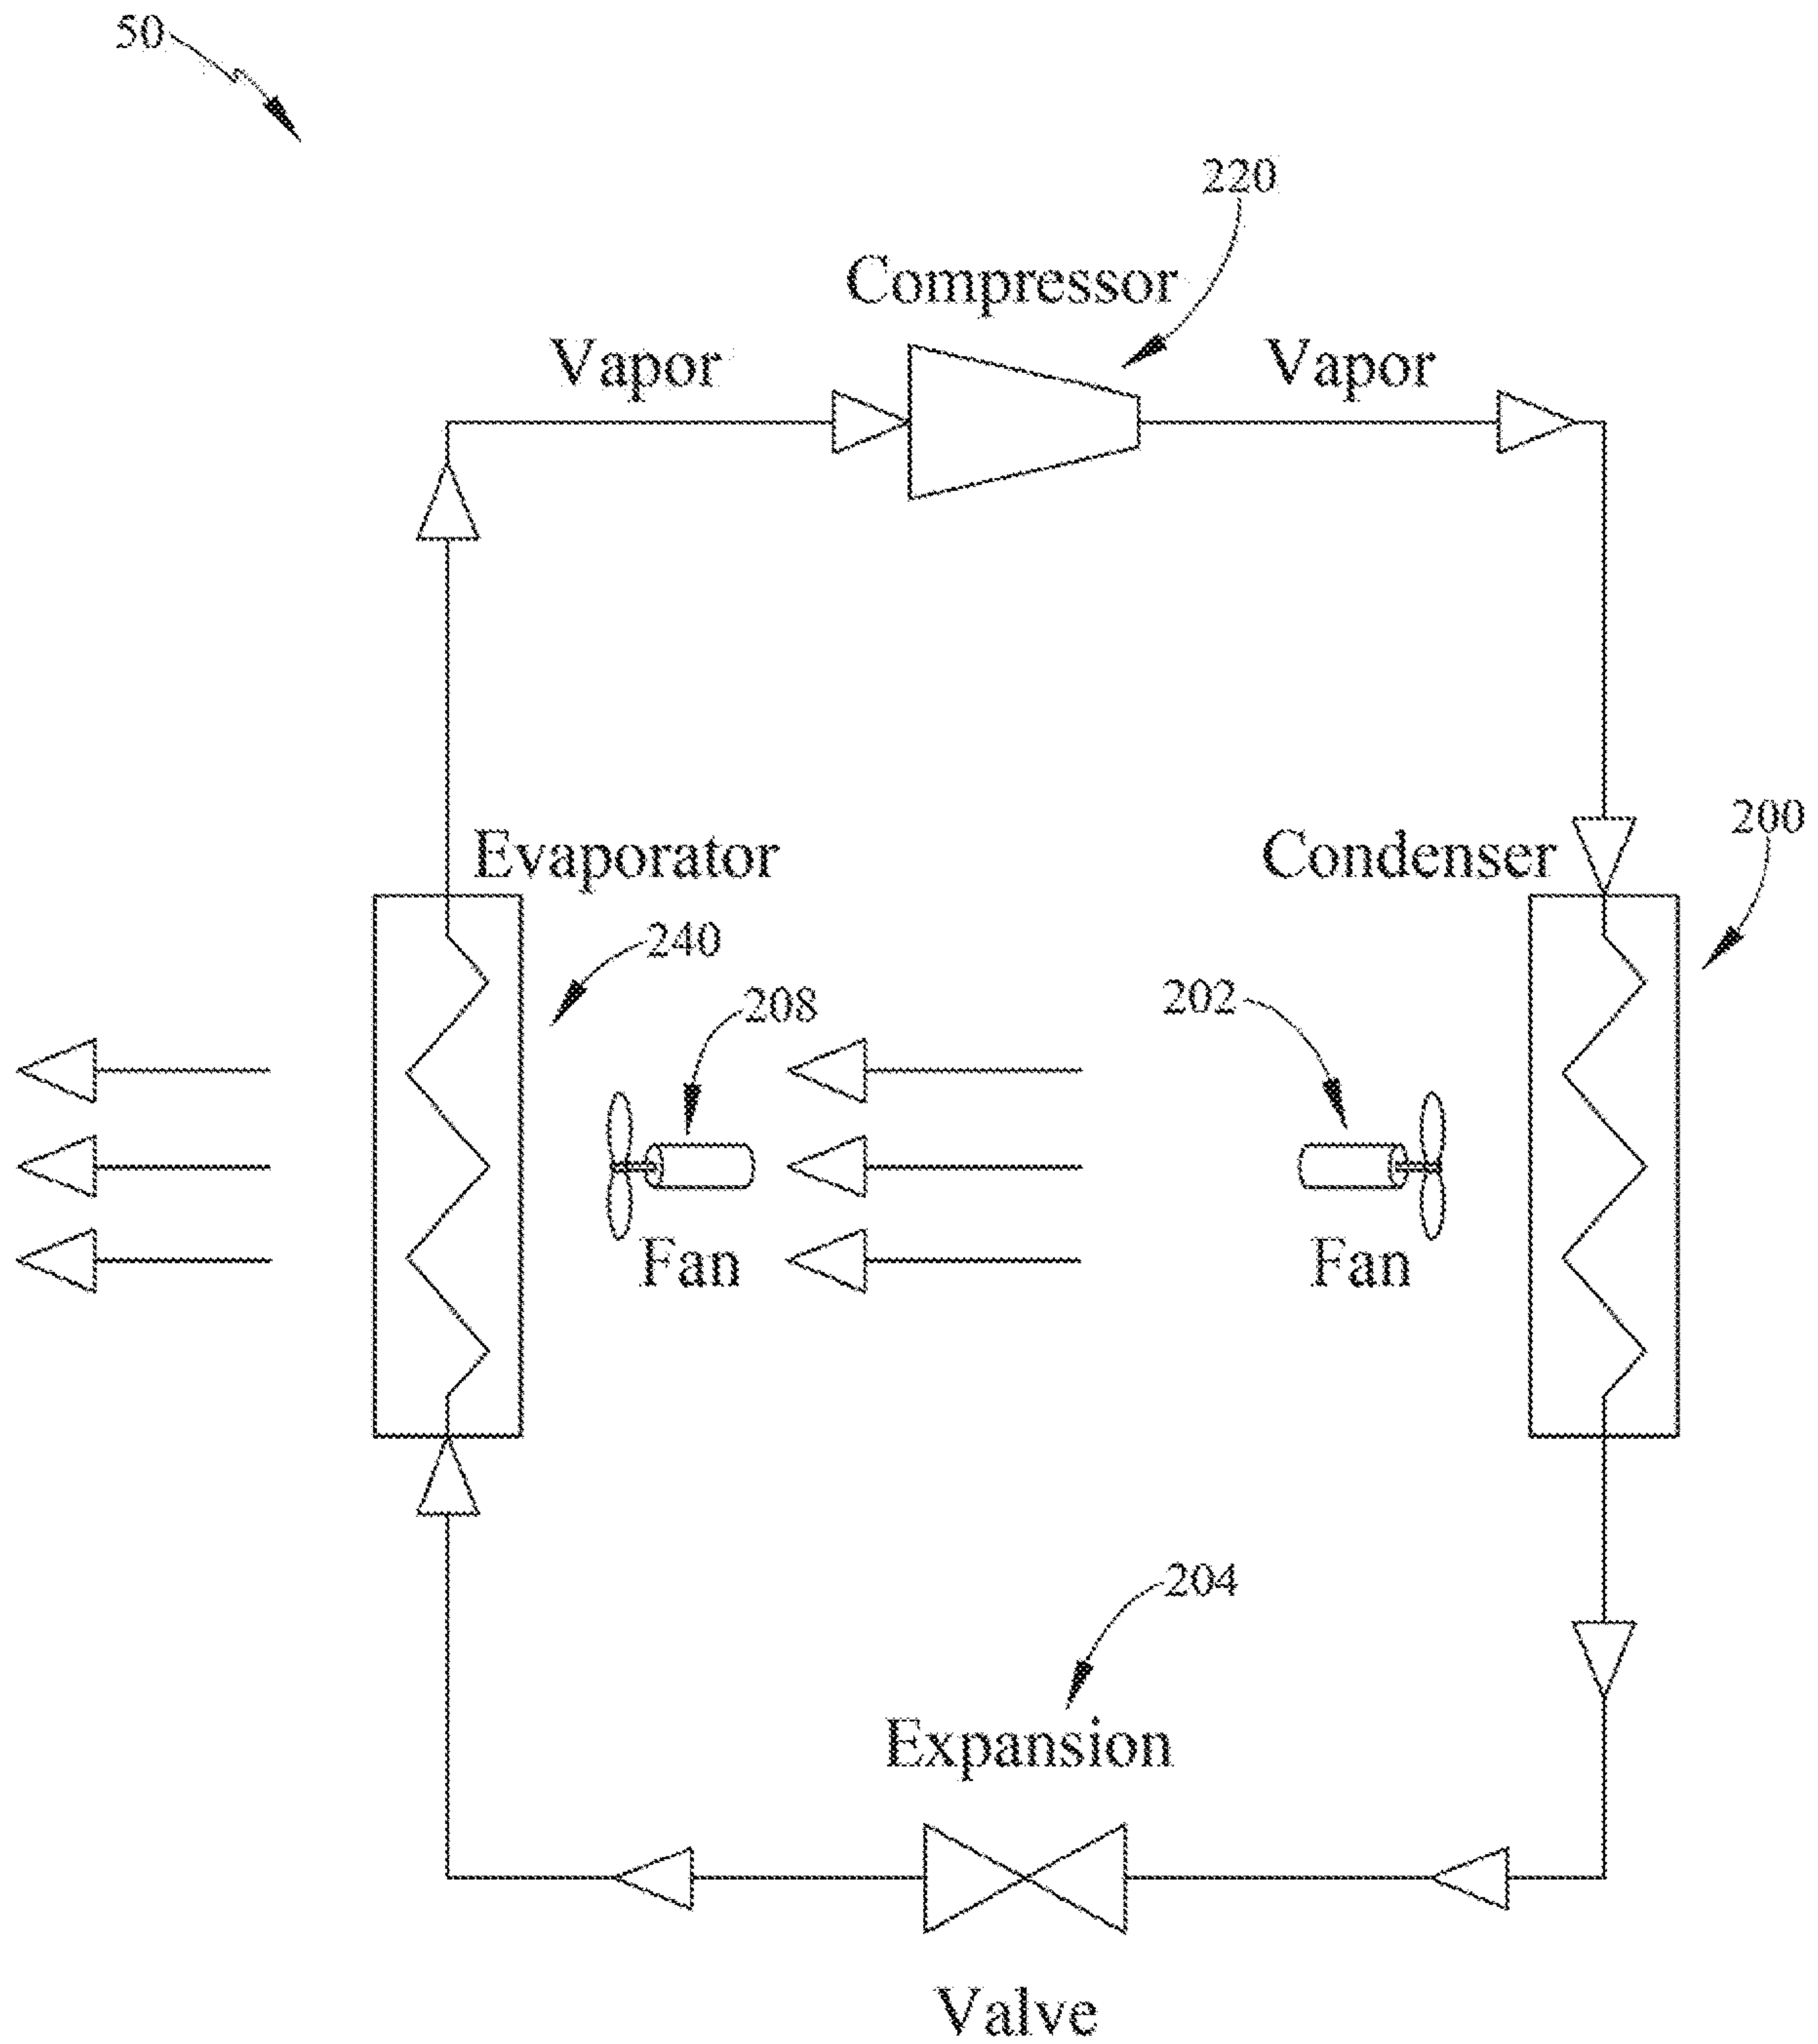 50
220
Compressor
Vapor
Vapor
200
Evaporator
Condenser
240
208
202
Fan
Fan
204
Expansion
Valve